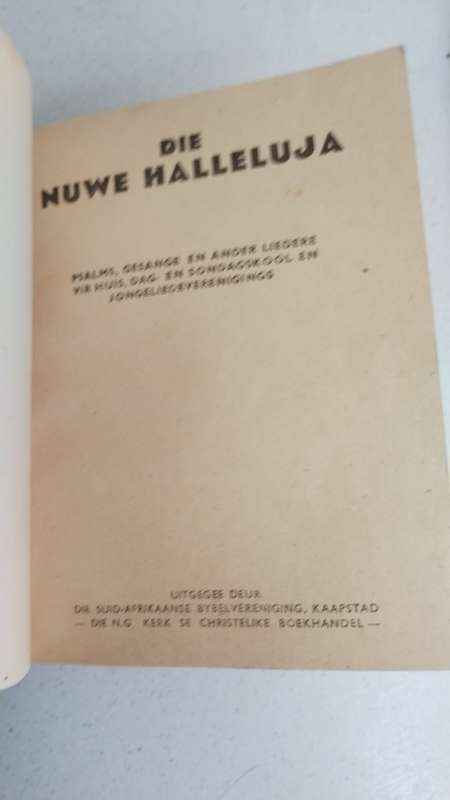 DIE
NUWE HALLELUJA
PSALMS, GESANGE EN ANDER LIEDERE
VIR HUIS, DAG- EN SONDAGSKOOL EN
JONGELIEDEVERENIGINGS
UITGEGEE DEUR
DIE SUID-AFRIKAANSE BYBELVERENIGING, KAAPSTAD
— DIE N.G. KERK SE CHRISTELIKE BOEKHANDEL —